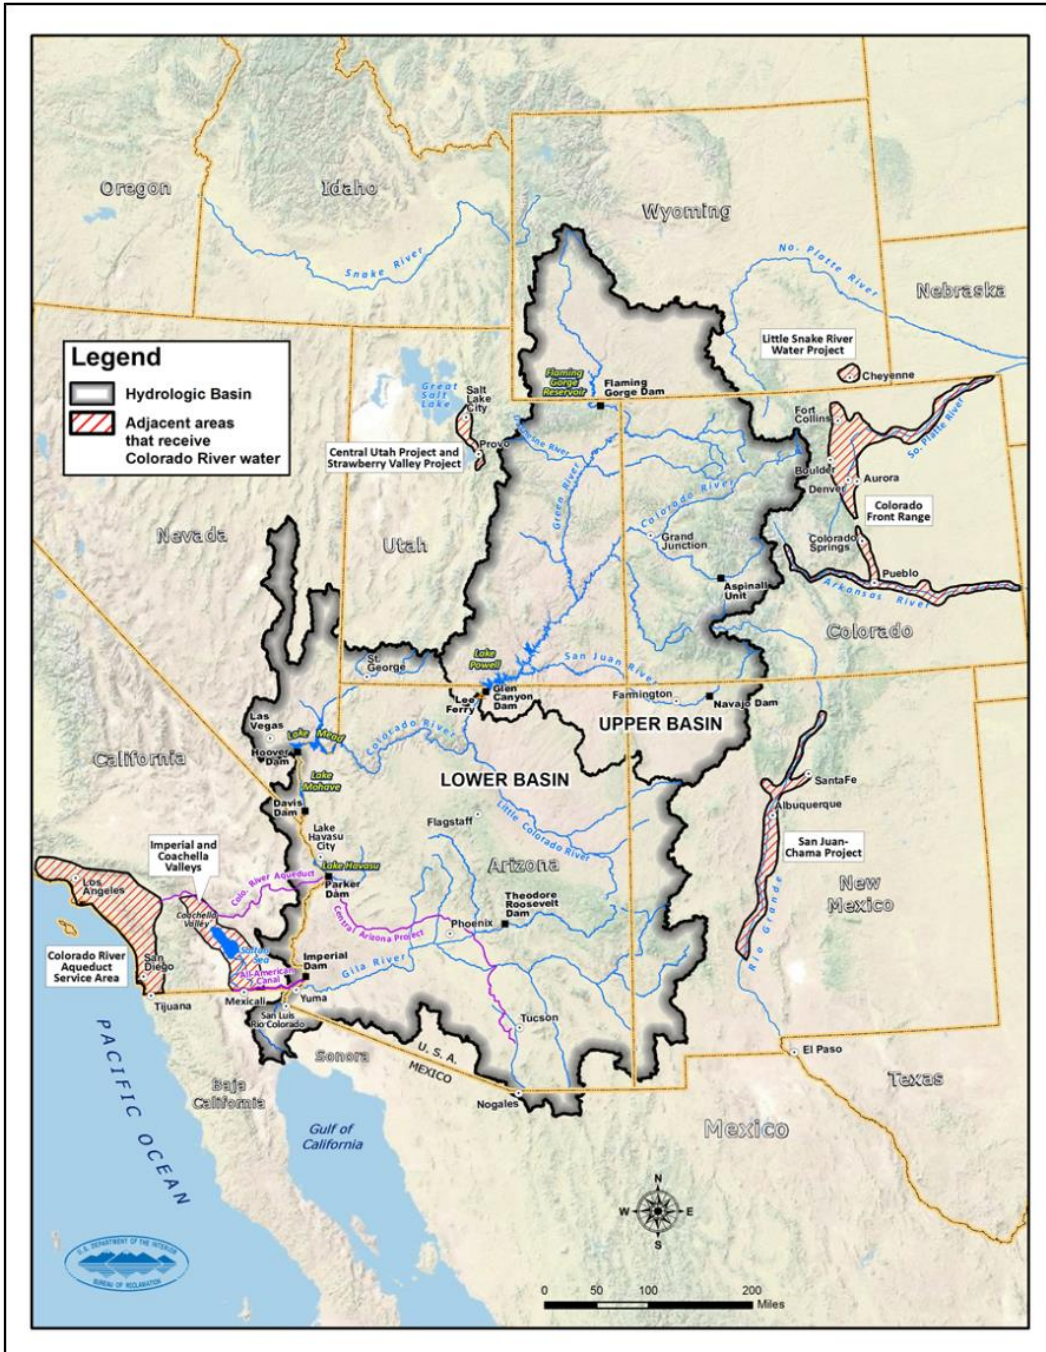 Oregon
Idaho
Wyoming
Snake River
No. Platte River
Nebraska
Legend
Hydrologic Basin
Adjacent areas
that receive
Colorado River water
Little Snake River
Water Project
Cheyenne
Flaming
Gorge
Reservoir
Flaming
Gorge Dam
Great
Salt
Lake
Salt
Lake
City
Provo
Central Utah Project and
Strawberry Valley Project
Duchesne River
Green River
Colorado River
Fort
Collins
So. Platte River
Boulder
Denver
Aurora
Colorado
Front Range
Grand
Junction
Colorado
Springs
Pueblo
Aspinall
Unit
Arkansas River
Colorado
Nevada
Utah
St.
George
Lake
Powell
San Juan River
Glen
Canyon
Dam
Lee
Ferry
Farmington
Navajo Dam
UPPER BASIN
LOWER BASIN
Las
Vegas
Lake Mead
Colorado River
Hoover
Dam
California
Lake
Mohave
Davis
Dam
Lake
Havasu
City
Flagstaff
Little Colorado River
SantaFe
Albuquerque
San Juan-
Chama Project
Imperial and
Coachella
Valleys
Lake Havasu
Parker
Dam
Arizona
New
Mexico
Los
Angeles
Colo. River Aqueduct
Central Arizona Project
Theodore
Roosevelt
Dam
Phoenix
Rio Grande
Coachella
Valley
Salton
Sea
Colorado River
Aqueduct
Service Area
San
Diego
All-American
Canal
Imperial
Dam
Gila River
Tijuana
Mexicali
Yuma
San Luis
Rio Colorado
Tucson
Sonora
U. S. A.
MEXICO
El Paso
Texas
PACIFIC OCEAN
Baja
California
Nogales
Gulf of
California
Mexico
N
W
E
S
U.S. DEPARTMENT OF THE INTERIOR
BUREAU OF RECLAMATION
0 50 100 200
Miles